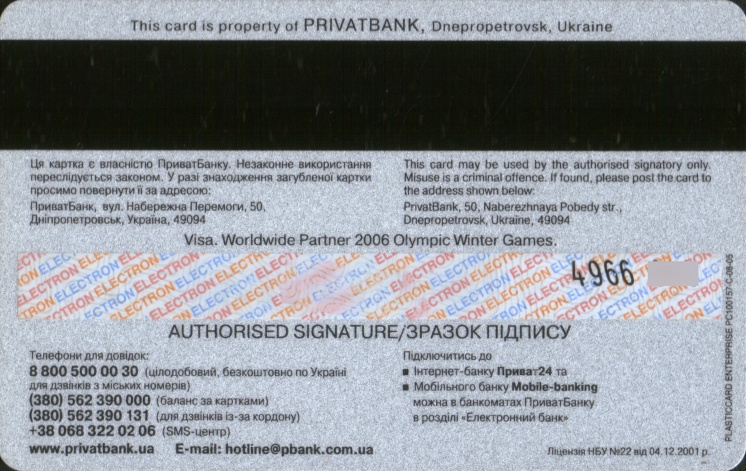 This card is property of PRIVATBANK, Dnepropetrovsk, Ukraine
Ця картка є власністю ПриватБанку. Незаконне використання
переслідується законом. У разі знаходження загубленої картки
просимо повернути її за адресою:
ПриватБанк, вул. Набережна Перемоги, 50,
Дніпропетровськ, Україна, 49094
This card may be used by the authorised signatory only.
Misuse is a criminal offence. If found, please post the card to
the address shown below:
PrivatBank, 50, Naberezhnaya Pobedy str.,
Dnepropetrovsk, Ukraine, 49094
Visa. Worldwide Partner 2006 Olympic Winter Games.
ELECTRON ELECTRON ELECTRON ELECTRON ELECTRON
4966
AUTHORISED SIGNATURE/ЗРАЗОК ПІДПИСУ
Телефони для довідок:
8 800 500 00 30 (цілодобовий, безкоштовно по Україні
для дзвінків з міських номерів)
(380) 562 390 000 (баланс за картками)
(380) 562 390 131 (для дзвінків із-за кордону)
+38 068 322 02 06 (SMS-центр)
www.privatbank.ua E-mail: hotline@pbank.com.ua
Підключитись до
■ Інтернет-банку Приват24 та
■ Мобільного банку Mobile-banking
можна в банкоматах ПриватБанку
в розділі «Електронний банк»
Ліцензія НБУ №22 від 04.12.2001 р.
PLASTICCARD ENTERPRISE PC100157-C-08-05